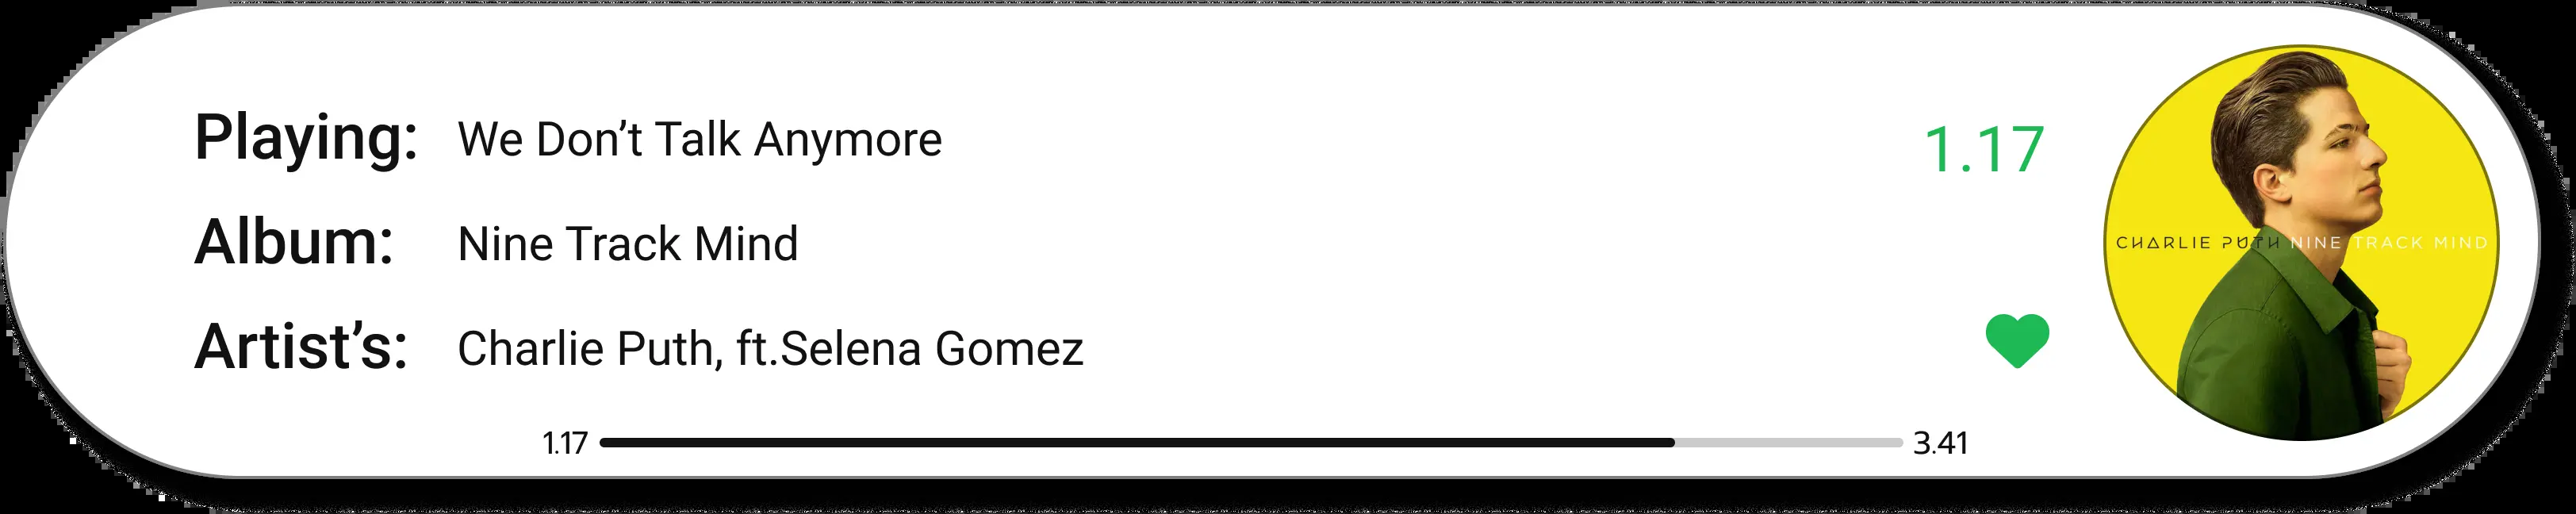 Playing: We Don’t Talk Anymore
1.17
Album: Nine Track Mind
CHARLIE PUTH NINE TRACK MIND
Artist’s: Charlie Puth, ft.Selena Gomez
1.17 3.41